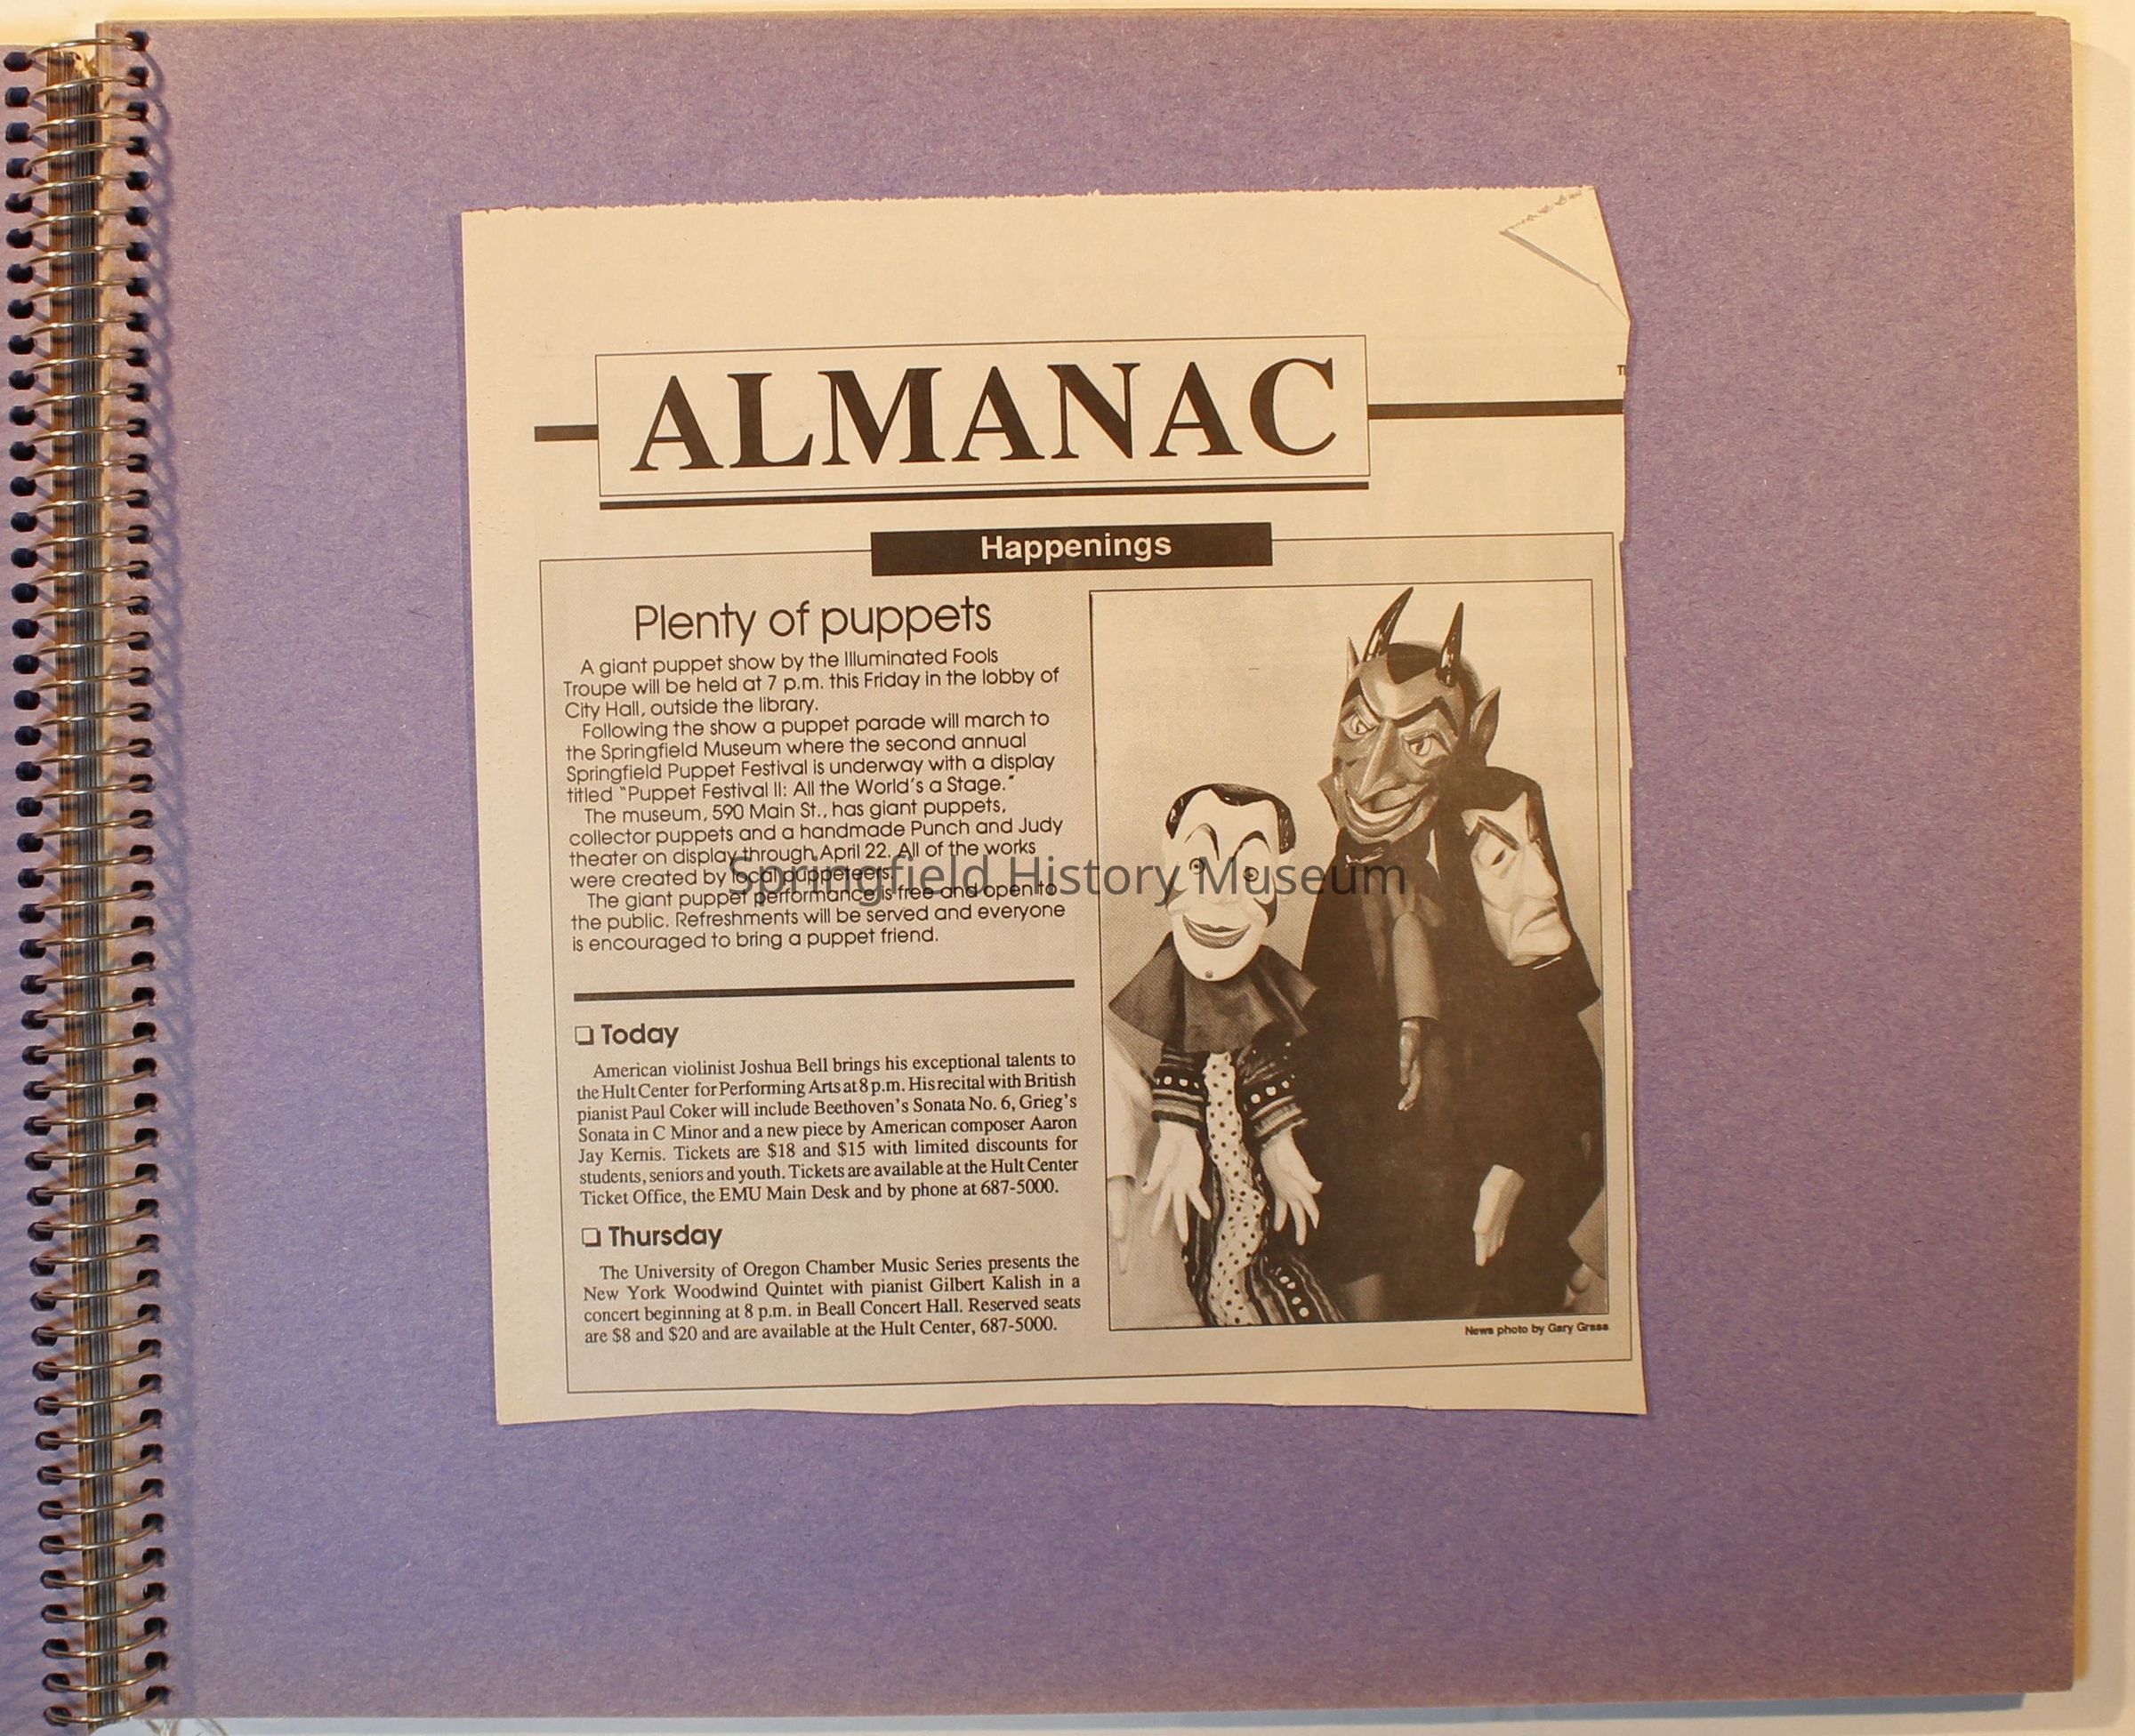 ALMANAC
Happenings
Plenty of puppets
A giant puppet show by the Illuminated Fools
Troupe will be held at 7 p.m. this Friday in the lobby of
City Hall, outside the library.
Following the show a puppet parade will march to
the Springfield Museum where the second annual
Springfield Puppet Festival is underway with a display
titled "Puppet Festival II: All the World's a Stage."
The museum, 590 Main St., has giant puppets,
collector puppets and a handmade Punch and Judy
theater on display through April 22. All of the works
were created by local puppeteers.
The giant puppet performance is free and open to
the public. Refreshments will be served and everyone
is encouraged to bring a puppet friend.
❏ Today
American violinist Joshua Bell brings his exceptional talents to
the Hult Center for Performing Arts at 8 p.m. His recital with British
pianist Paul Coker will include Beethoven's Sonata No. 6, Grieg's
Sonata in C Minor and a new piece by American composer Aaron
Jay Kernis. Tickets are $18 and $15 with limited discounts for
students, seniors and youth. Tickets are available at the Hult Center
Ticket Office, the EMU Main Desk and by phone at 687-5000.
❏ Thursday
The University of Oregon Chamber Music Series presents the
New York Woodwind Quintet with pianist Gilbert Kalish in a
concert beginning at 8 p.m. in Beall Concert Hall. Reserved seats
are $8 and $20 and are available at the Hult Center, 687-5000.
News photo by Gary Grass
Springfield History Museum